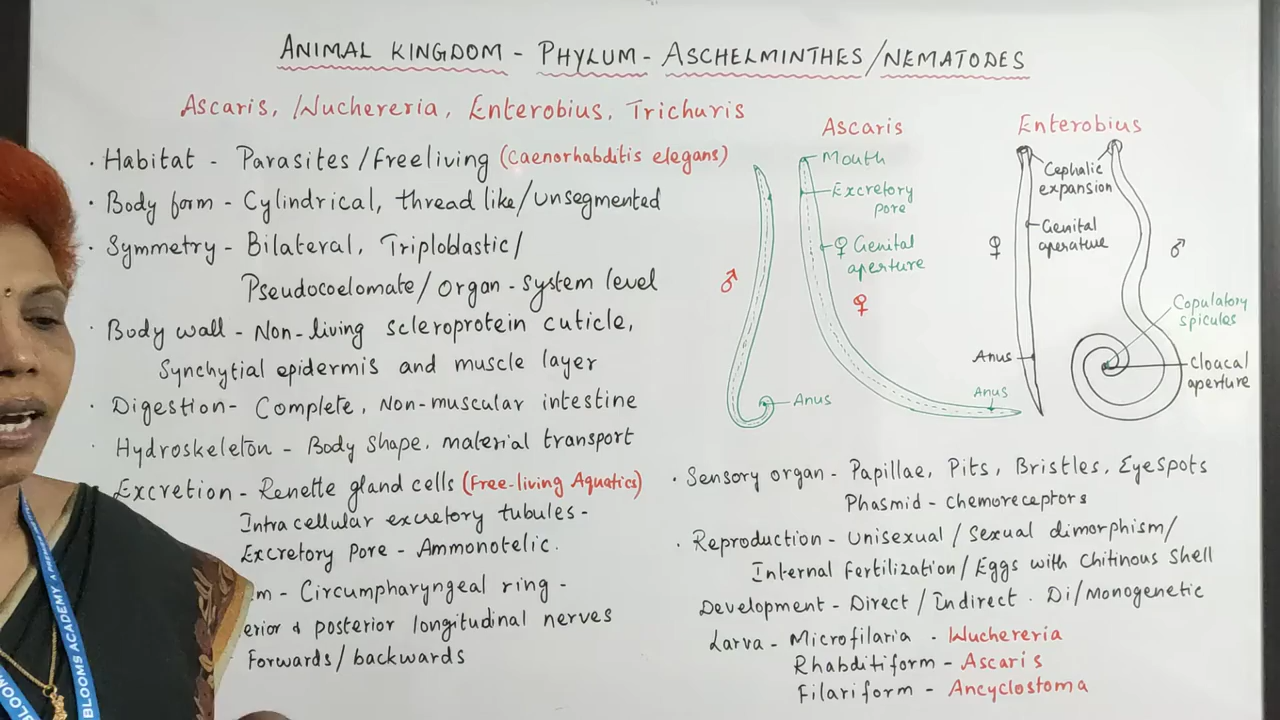 ANIMAL KINGDOM - PHYLUM - ASCHELMINTHES/NEMATODES
Ascaris, Wuchereria, Enterobius, Trichuris
· Habitat - Parasites/Freeliving (Caenorhabditis elegans)
· Body form - Cylindrical, thread like/Unsegmented
· Symmetry - Bilateral, Triploblastic/
Pseudocoelomate/Organ-System level
· Body wall - Non-living scleroprotein cuticle,
Synchytial epidermis and muscle layer
· Digestion - Complete, Non-muscular intestine
· Hydroskeleton - Body shape, material transport
Excretion - Renette gland cells (Free-living Aquatics)
Intracellular excretory tubules -
Excretory pore - Ammonotelic.
m - Circumpharyngeal ring -
erior & posterior longitudinal nerves
Forwards/backwards
Ascaris
Mouth
Excretory
pore
♀ Genital
aperture
♂
♀
Anus
Anus
Enterobius
Cephalic
expansion
Genital
aperature
♀
♂
Copulatory
spicules
Anus
Cloacal
aperture
· Sensory organ - Papillae, Pits, Bristles, EyeSpots
Phasmid - chemoreceptors
· Reproduction - Unisexual/Sexual dimorphism/
Internal Fertilization/Eggs with Chitinous Shell
Development - Direct/Indirect. Di/Monogenetic
Larva - Microfilaria - Wuchereria
Rhabditiform - Ascaris
Filariform - Ancyclostoma
BLOOMS ACADEMY
BLOOMS